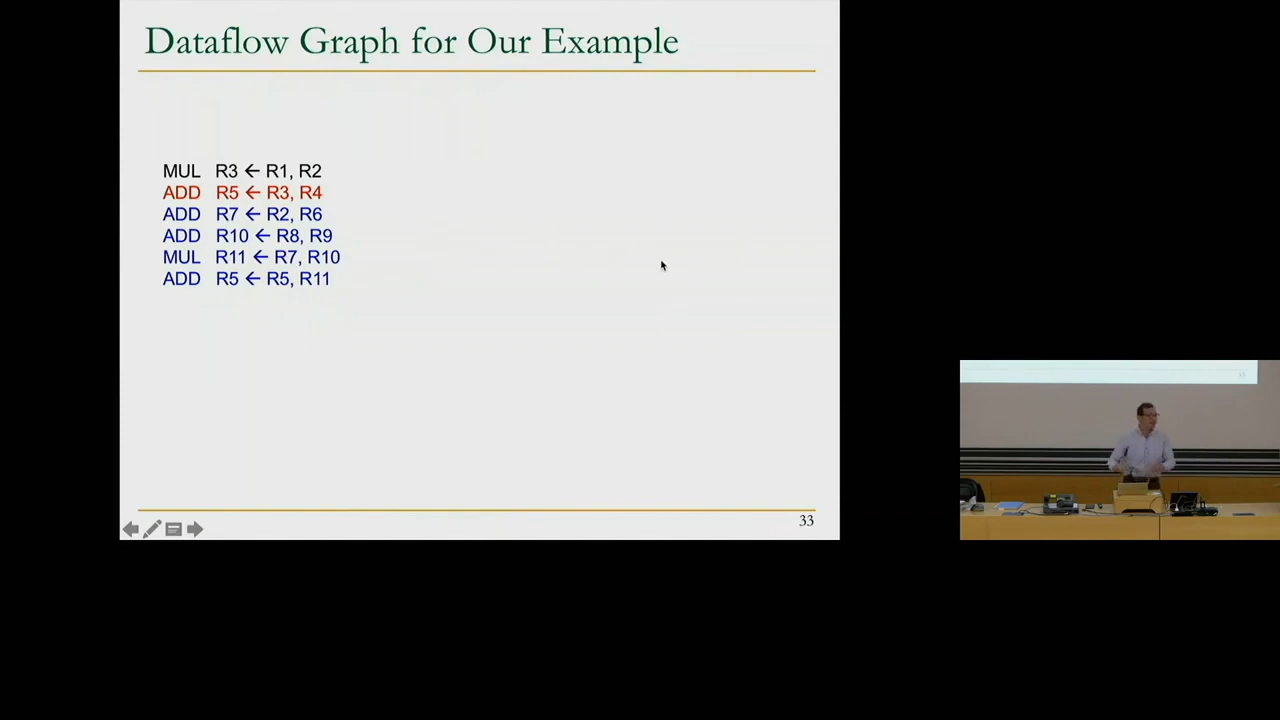 Dataflow Graph for Our Example
MUL R3 ← R1, R2
ADD R5 ← R3, R4
ADD R7 ← R2, R6
ADD R10 ← R8, R9
MUL R11 ← R7, R10
ADD R5 ← R5, R11
33